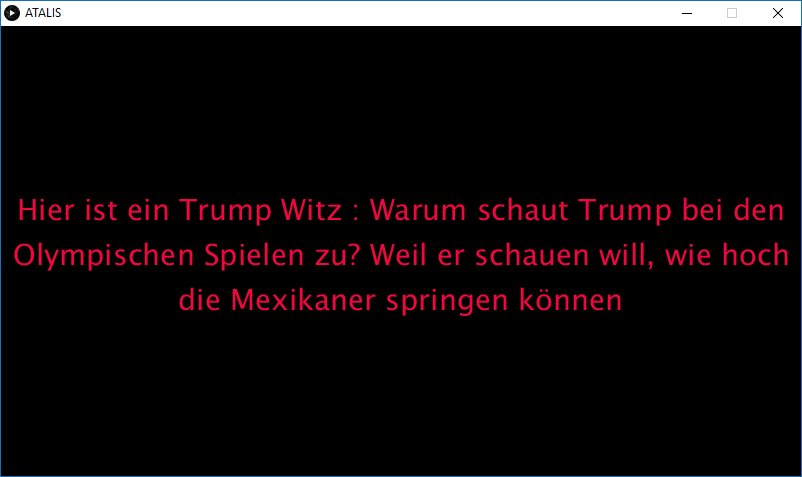 ATALIS
Hier ist ein Trump Witz : Warum schaut Trump bei den
Olympischen Spielen zu? Weil er schauen will, wie hoch
die Mexikaner springen können